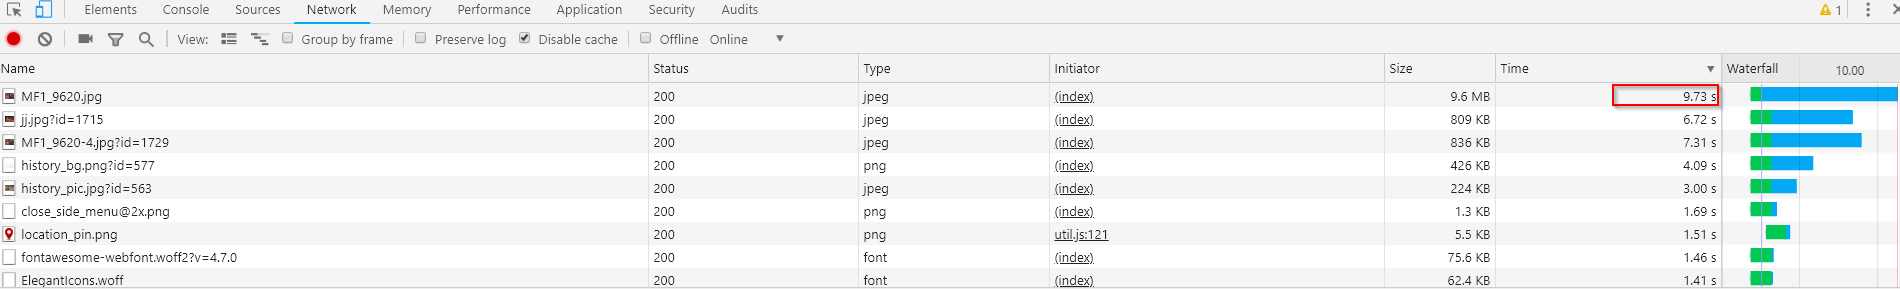 Elements Console Sources Network Memory Performance Application Security Audits 1
View: Group by frame Preserve log Disable cache Offline Online
Name Status Type Initiator Size Time Waterfall 10.00
MF1_9620.jpg 200 jpeg (index) 9.6 MB 9.73 s
jj.jpg?id=1715 200 jpeg (index) 809 KB 6.72 s
MF1_9620-4.jpg?id=1729 200 jpeg (index) 836 KB 7.31 s
history_bg.png?id=577 200 png (index) 426 KB 4.09 s
history_pic.jpg?id=563 200 jpeg (index) 224 KB 3.00 s
close_side_menu@2x.png 200 png (index) 1.3 KB 1.69 s
location_pin.png 200 png util.js:121 5.5 KB 1.51 s
fontawesome-webfont.woff2?v=4.7.0 200 font (index) 75.6 KB 1.46 s
ElegantIcons.woff 200 font (index) 62.4 KB 1.41 s